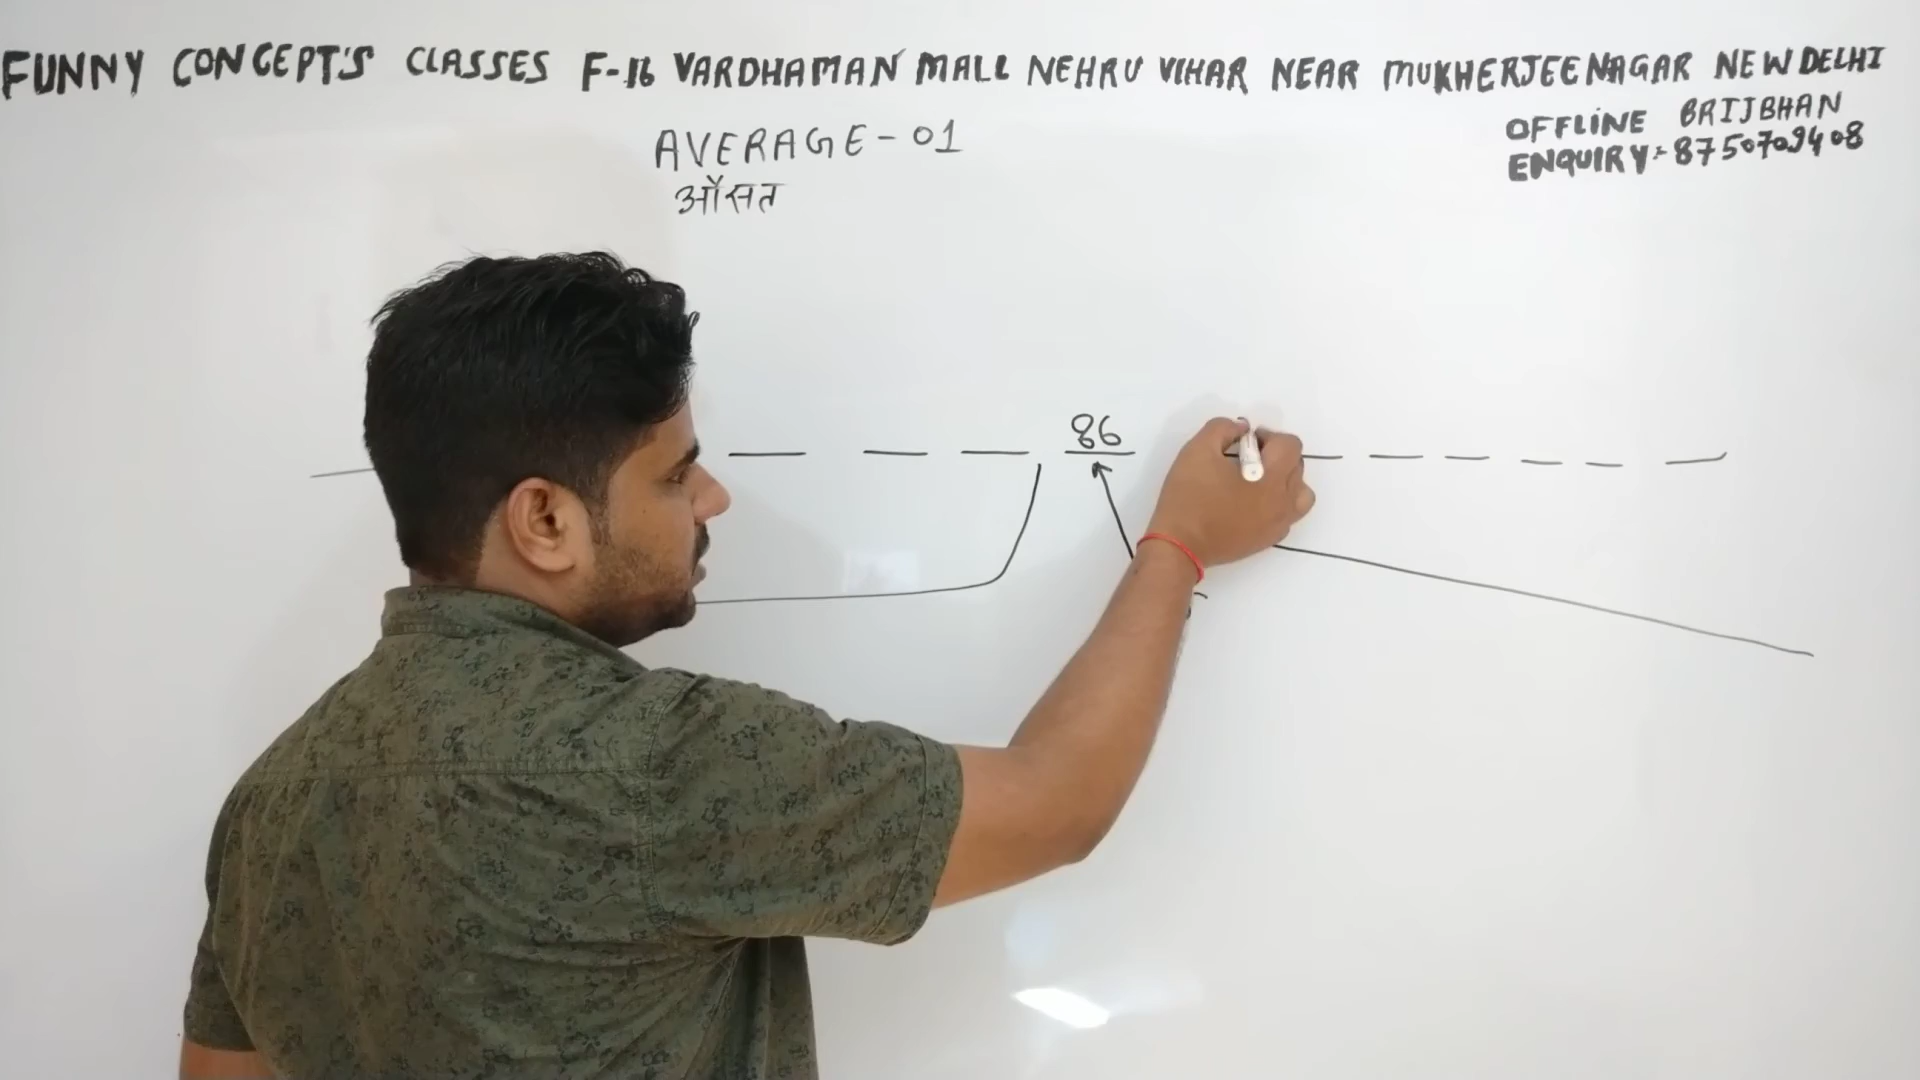 FUNNY CONCEPT'S CLASSES F-16 VARDHAMAN MALL NEHRU VIHAR NEAR MUKHERJEE NAGAR NEW DELHI
OFFLINE BRIJBHAN
ENQUIRY:- 8750709408
AVERAGE-01
औसत
86